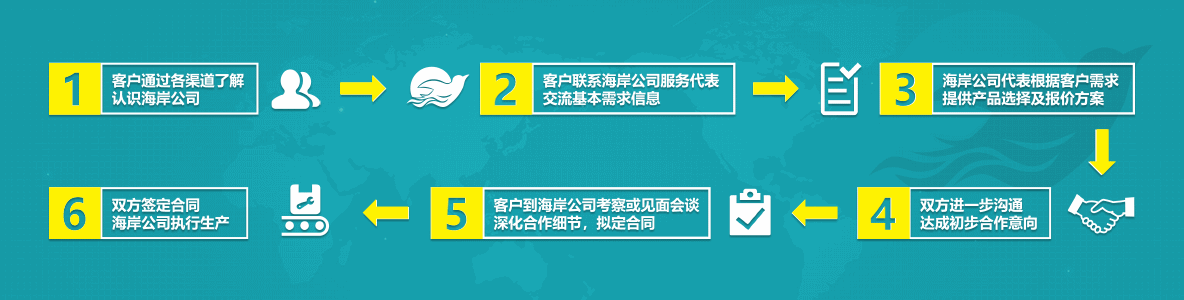 1
客户通过各渠道了解
认识海岸公司
2
客户联系海岸公司服务代表
交流基本需求信息
3
海岸公司代表根据客户需求
提供产品选择及报价方案
4
双方进一步沟通
达成初步合作意向
5
客户到海岸公司考察或见面会谈
深化合作细节，拟定合同
6
双方签定合同
海岸公司执行生产